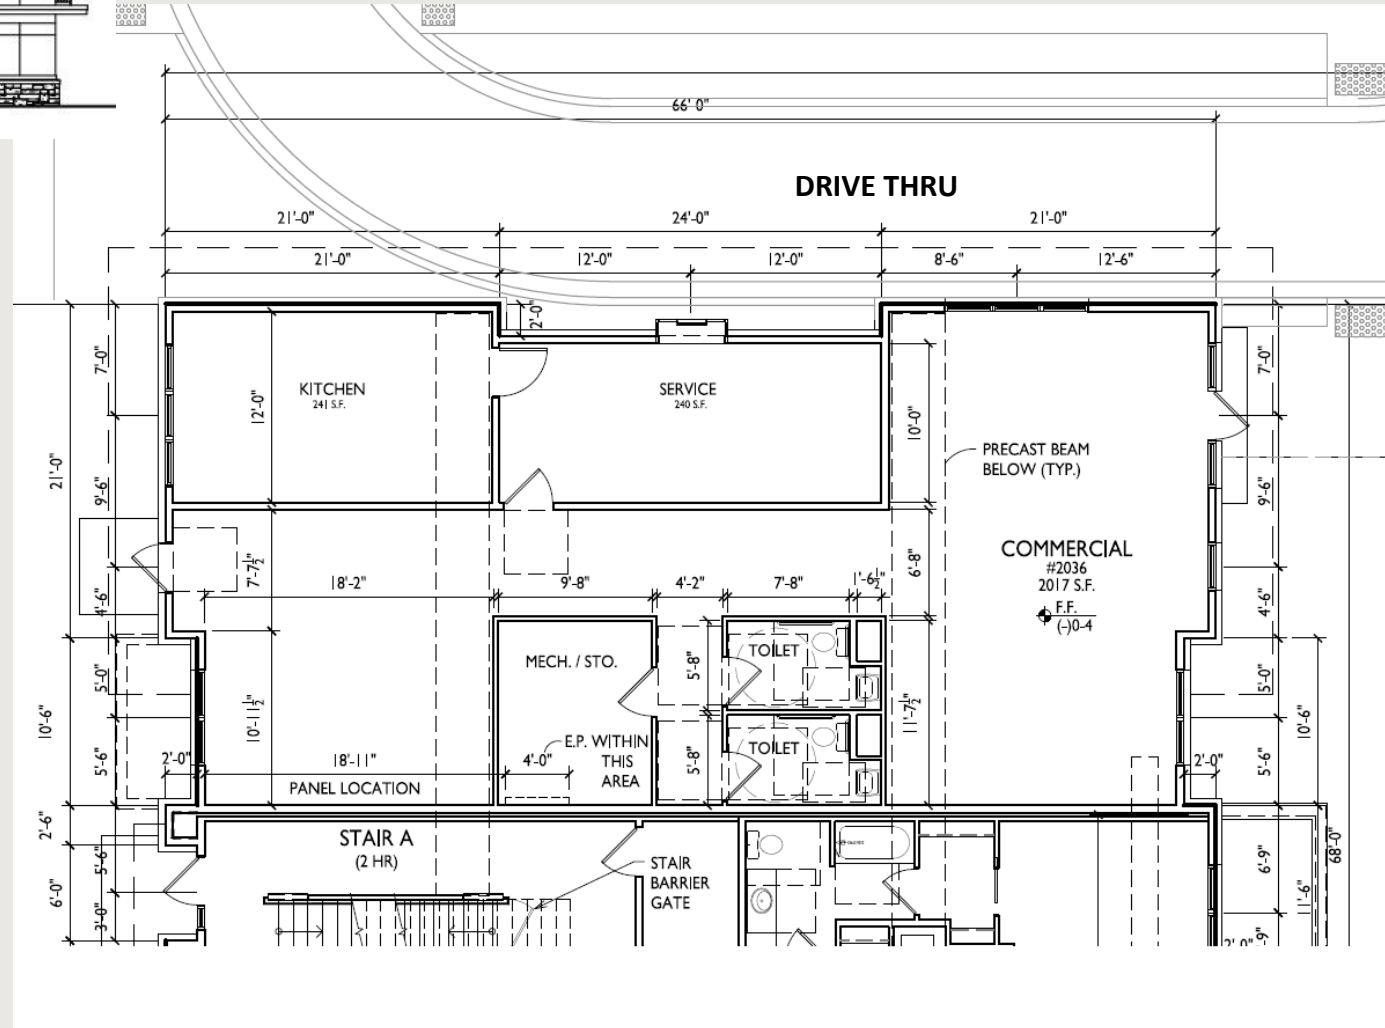 66' 0"
DRIVE THRU
21'-0"
24'-0"
21'-0"
21'-0"
12'-0"
12'-0"
8'-6"
12'-6"
2'-0"
7'-0"
7'-0"
KITCHEN
241 S.F.
SERVICE
240 S.F.
12'-0"
10'-0"
PRECAST BEAM
BELOW (TYP.)
21'-0"
9'-6"
9'-6"
COMMERCIAL
#2036
2017 S.F.
F.F.
(-)0-4
7'-7½"
18'-2"
9'-8"
4'-2"
7'-8"
1'-6½"
6'-8"
4'-6"
4'-6"
MECH. / STO.
TOILET
5'-8"
5'-0"
5'-0"
10'-6"
10'-11½"
11'-7½"
10'-6"
E.P. WITHIN
THIS
AREA
TOILET
5'-8"
5'-6"
2'-0"
18'-11"
4'-0"
2'-0"
5'-6"
PANEL LOCATION
2'-6"
STAIR A
(2 HR)
STAIR
BARRIER
GATE
5'-6"
6'-0"
3'-0"
6'-9"
68'-0"
1'-6"
2'-0"